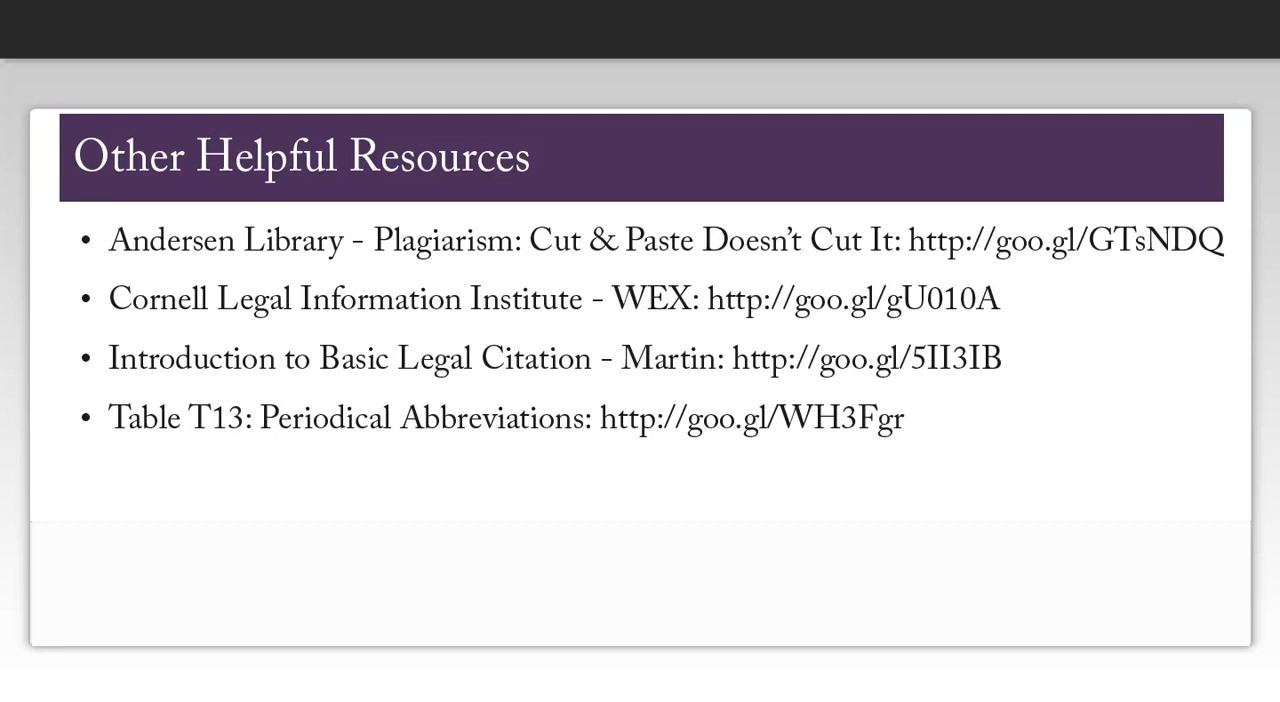 Other Helpful Resources
• Andersen Library - Plagiarism: Cut & Paste Doesn’t Cut It: http://goo.gl/GTsNDQ
• Cornell Legal Information Institute - WEX: http://goo.gl/gU010A
• Introduction to Basic Legal Citation - Martin: http://goo.gl/5II3IB
• Table T13: Periodical Abbreviations: http://goo.gl/WH3Fgr